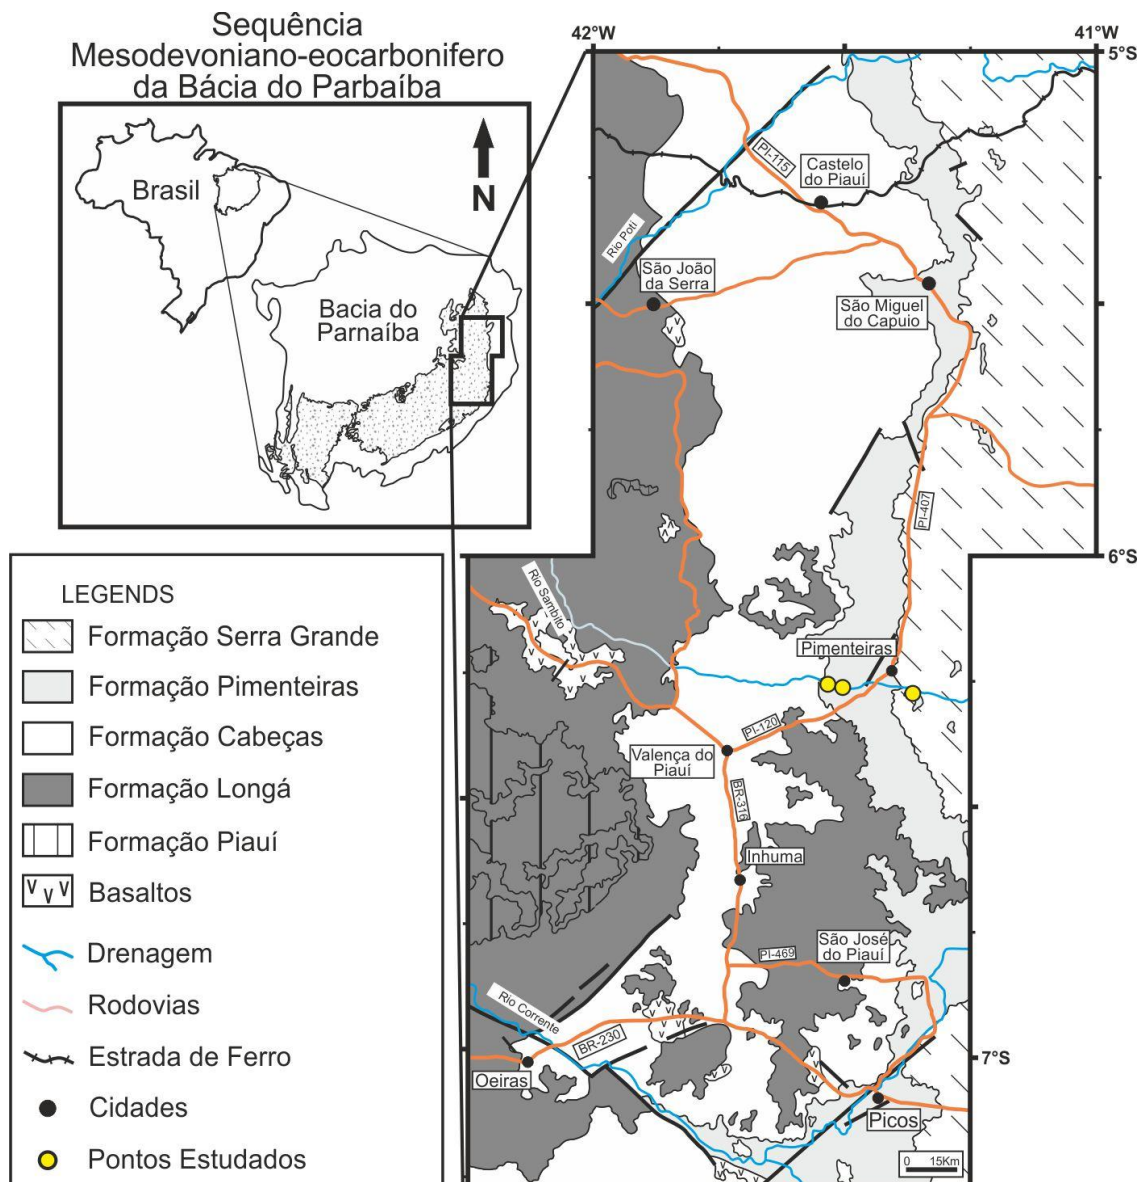 Sequência
Mesodevoniano-eocarbonifero
da Bácia do Parbaíba
Brasil
N
Bacia do
Parnaíba
42°W
41°W
5°S
PI-115
Castelo
do Piauí
Rio Poti
São João
da Serra
São Miguel
do Capuio
PI-407
6°S
Rio Sambito
Pimenteiras
PI-120
Valença do
Piauí
BR-316
Inhuma
São José
do Piauí
PI-469
Rio Corrente
BR-230
7°S
Oeiras
Picos
0 15Km
LEGENDS
Formação Serra Grande
Formação Pimenteiras
Formação Cabeças
Formação Longá
Formação Piauí
Basaltos
Drenagem
Rodovias
Estrada de Ferro
Cidades
Pontos Estudados